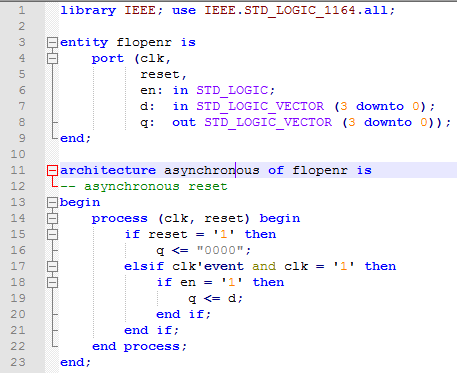 1 library IEEE; use IEEE.STD_LOGIC_1164.all;
2
3 entity flopenr is
4     port (clk,
5           reset,
6           en: in STD_LOGIC;
7           d:  in STD_LOGIC_VECTOR (3 downto 0);
8           q:  out STD_LOGIC_VECTOR (3 downto 0));
9 end;
10
11 architecture asynchronous of flopenr is
12 -- asynchronous reset
13 begin
14     process (clk, reset) begin
15         if reset = '1' then
16             q <= "0000";
17         elsif clk'event and clk = '1' then
18             if en = '1' then
19                 q <= d;
20             end if;
21         end if;
22     end process;
23 end;